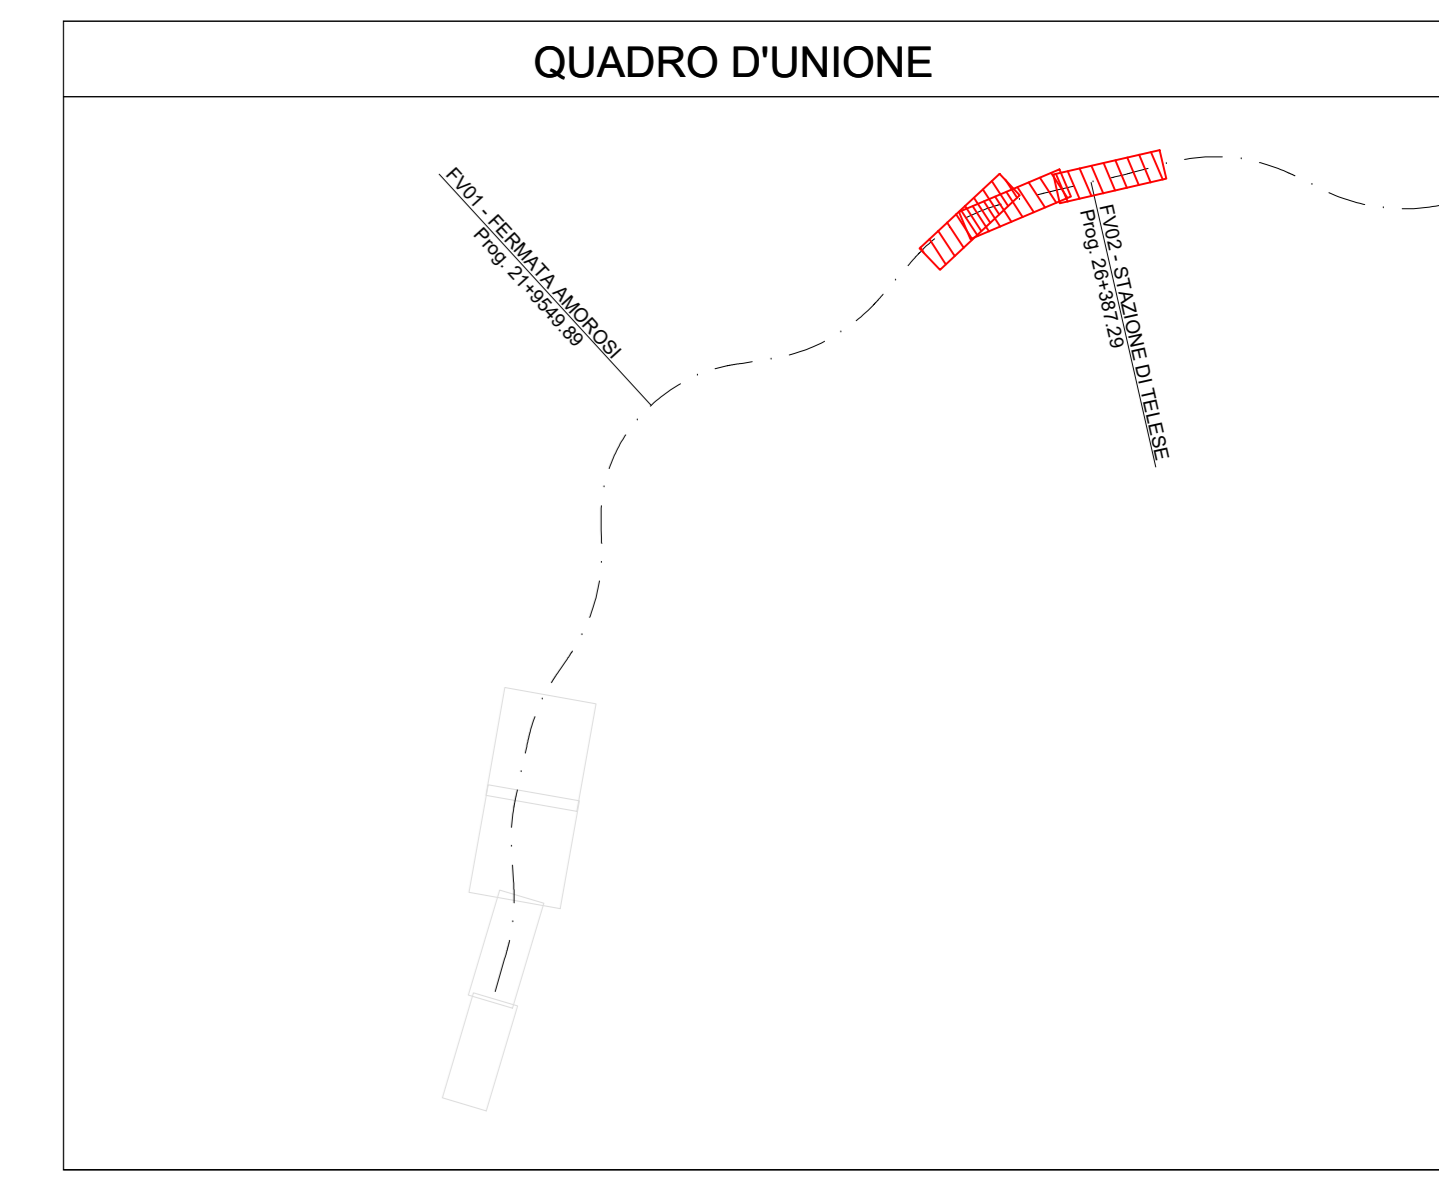 QUADRO D'UNIONE
FV01 - FERMATA AMOROSI
Prog. 21+9549.89
FV02 - STAZIONE DI TELESE
Prog. 26+387.29